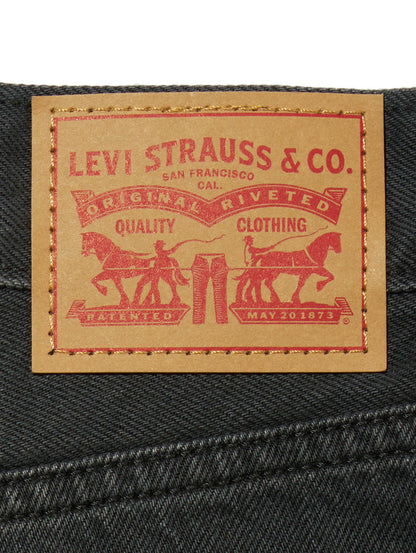 LEVI STRAUSS & CO.
SAN FRANCISCO
CAL.
ORIGINAL RIVETED
QUALITY CLOTHING
PATENTED MAY 20 1873
®